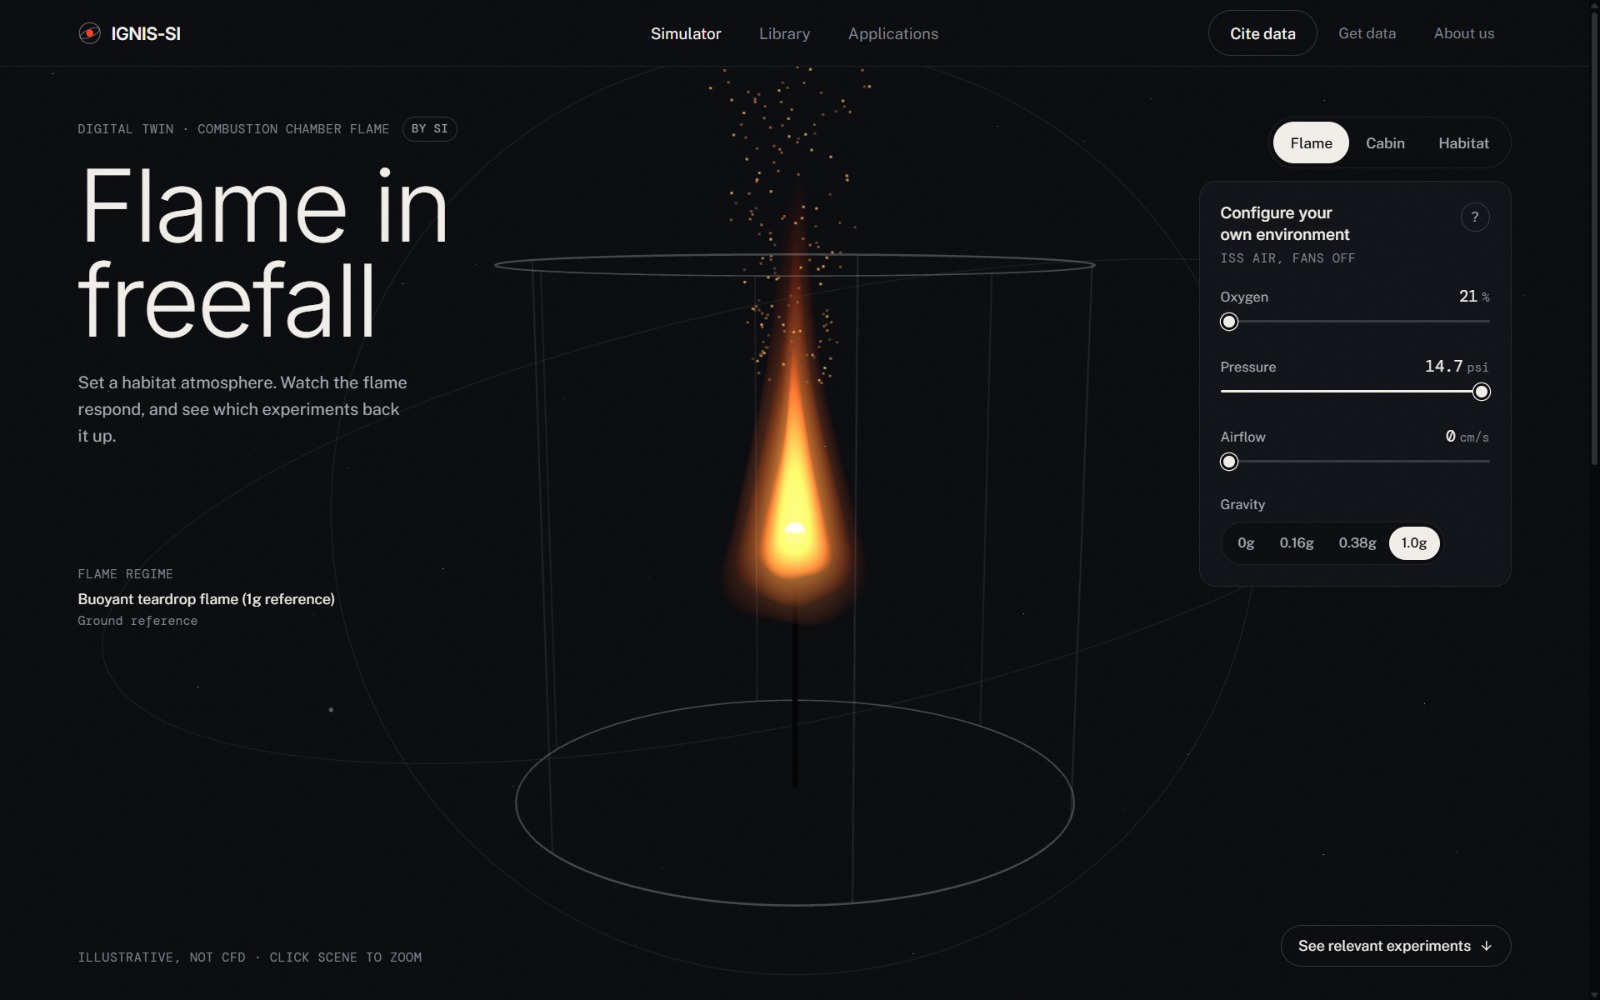 IGNIS-SI
Simulator
Library
Applications
Cite data
Get data
About us
DIGITAL TWIN · COMBUSTION CHAMBER FLAME
BY SI
Flame in
freefall
Set a habitat atmosphere. Watch the flame
respond, and see which experiments back
it up.
FLAME REGIME
Buoyant teardrop flame (1g reference)
Ground reference
ILLUSTRATIVE, NOT CFD · CLICK SCENE TO ZOOM
Flame
Cabin
Habitat
Configure your
own environment
?
ISS AIR, FANS OFF
Oxygen
21 %
Pressure
14.7 psi
Airflow
0 cm/s
Gravity
0g
0.16g
0.38g
1.0g
See relevant experiments ↓